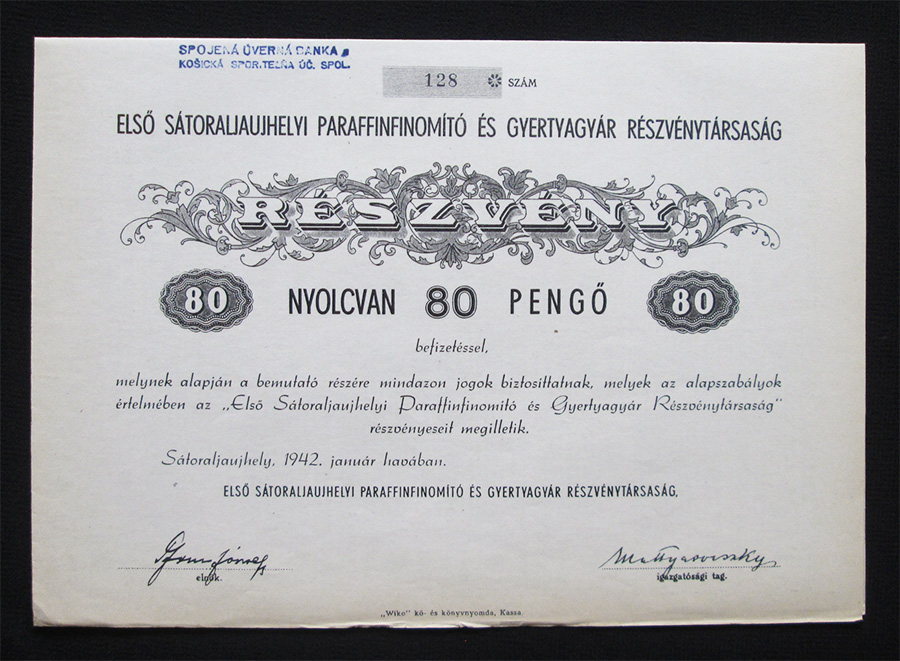 SPOJENÁ ÚVERNÁ BANKA
KOŠICKÁ SPORITELŇA ÚČ. SPOL.
128 SZÁM
ELSŐ SÁTORALJAUJHELYI PARAFFINFINOMÍTÓ ÉS GYERTYAGYÁR RÉSZVÉNYTÁRSASÁG
RÉSZVÉNY
80 NYOLCVAN 80 PENGŐ 80
befizetéssel,
melynek alapján a bemutató részére mindazon jogok biztosíttatnak, melyek az alapszabályok
értelmében az „Első Sátoraljaujhelyi Paraffinfinomító és Gyertyagyár Részvénytársaság"
részvényeseit megilletik.
Sátoraljaujhely, 1942. január havában.
ELSŐ SÁTORALJAUJHELYI PARAFFINFINOMÍTÓ ÉS GYERTYAGYÁR RÉSZVÉNYTÁRSASÁG.
elnök.
igazgatósági tag.
„Wiko" kő- és könyvnyomda, Kassa.